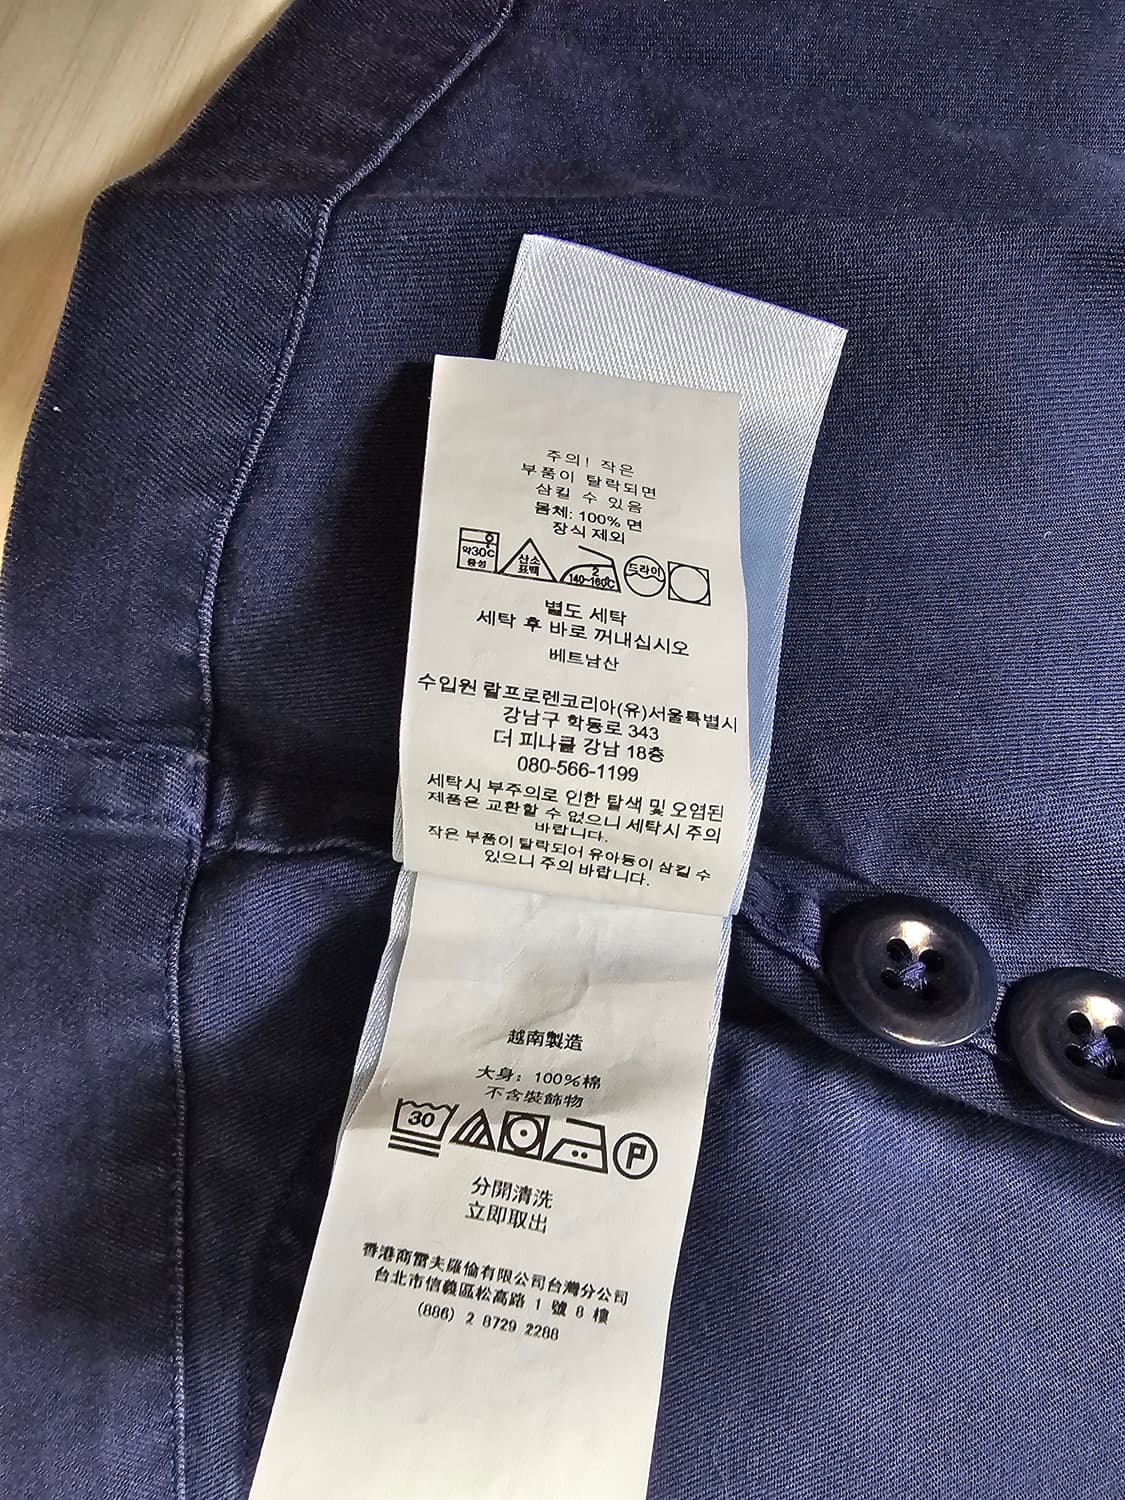 주의! 작은
부품이 탈락되면
삼킬 수 있음
몸체: 100% 면
장식 제외
약30C
중성
산소
표백
2
140~160℃
드라이
별도 세탁
세탁 후 바로 꺼내십시오
베트남산
수입원 랄프로렌코리아(유)서울특별시
강남구 학동로 343
더 피나클 강남 18층
080-566-1199
세탁시 부주의로 인한 탈색 및 오염된
제품은 교환할 수 없으니 세탁시 주의
바랍니다.
작은 부품이 탈락되어 유아등이 삼킬 수
있으니 주의 바랍니다.
越南製造
大身: 100%棉
不含裝飾物
30
P
分開清洗
立即取出
香港商雷夫羅倫有限公司台灣分公司
台北市信義區松高路 1 號 8 樓
(886) 2 8729 2288